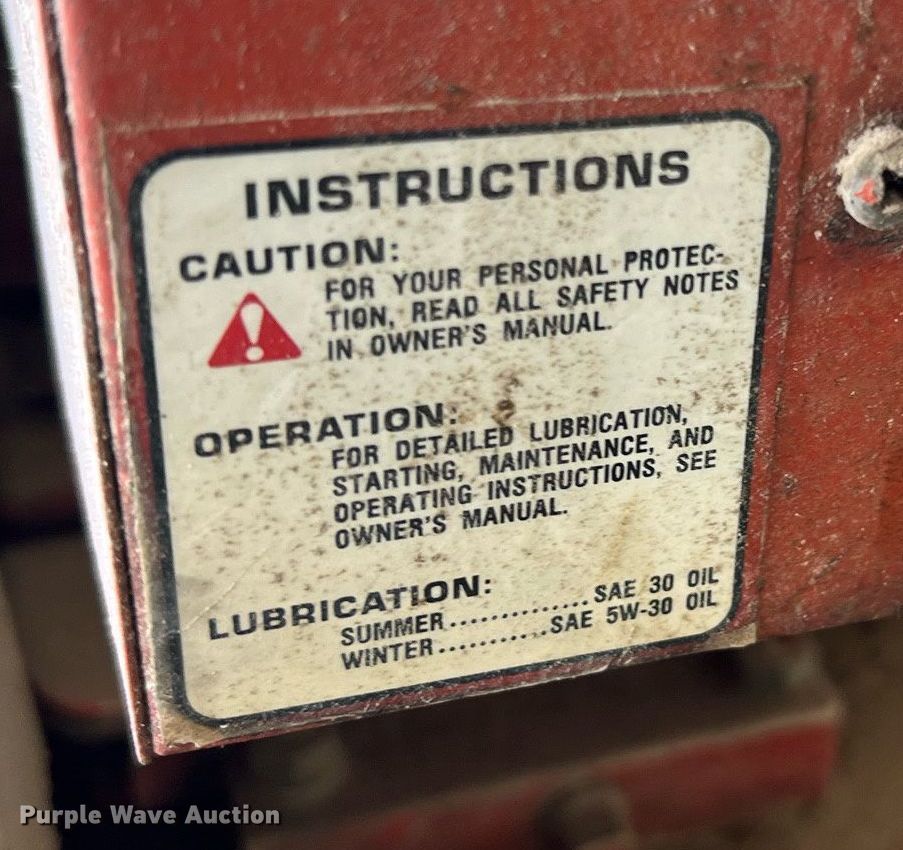 INSTRUCTIONS
CAUTION:
FOR YOUR PERSONAL PROTEC-
TION, READ ALL SAFETY NOTES
IN OWNER'S MANUAL.
OPERATION:
FOR DETAILED LUBRICATION,
STARTING, MAINTENANCE, AND
OPERATING INSTRUCTIONS, SEE
OWNER'S MANUAL.
LUBRICATION:
SUMMER.............SAE 30 OIL
WINTER...........SAE 5W-30 OIL
Purple Wave Auction